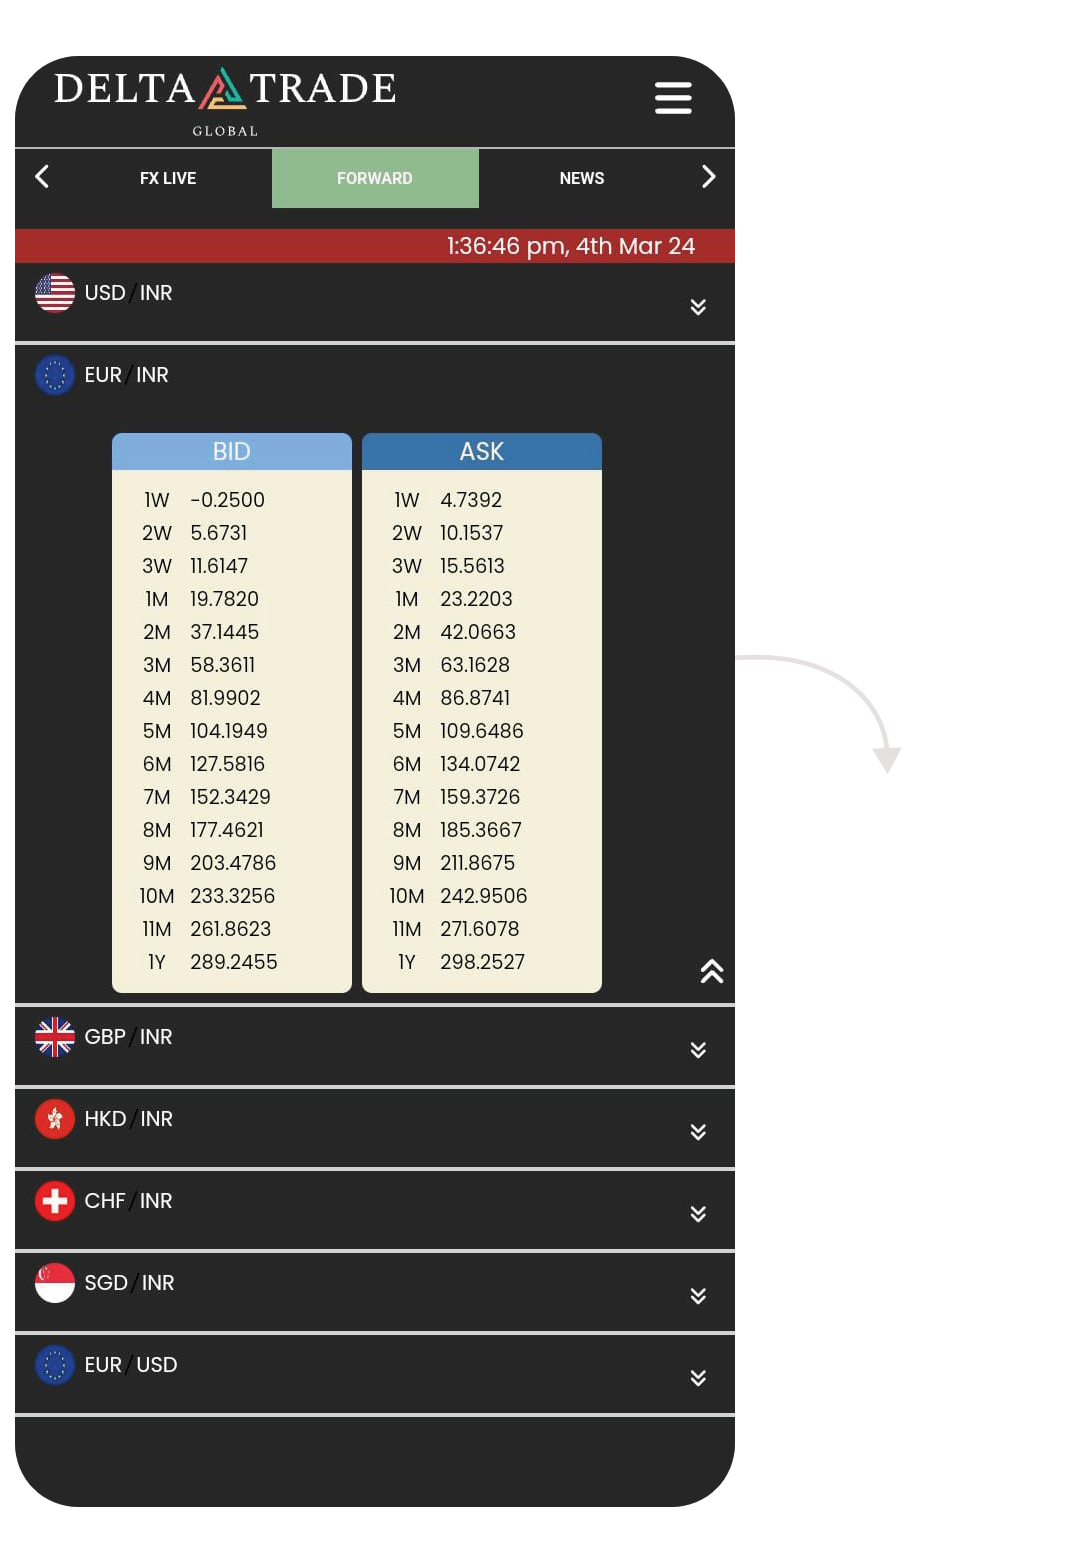 DELTA TRADE
GLOBAL
FX LIVE FORWARD NEWS
1:36:46 pm, 4th Mar 24
USD/INR
EUR/INR
BID ASK
1W -0.2500 1W 4.7392
2W 5.6731 2W 10.1537
3W 11.6147 3W 15.5613
1M 19.7820 1M 23.2203
2M 37.1445 2M 42.0663
3M 58.3611 3M 63.1628
4M 81.9902 4M 86.8741
5M 104.1949 5M 109.6486
6M 127.5816 6M 134.0742
7M 152.3429 7M 159.3726
8M 177.4621 8M 185.3667
9M 203.4786 9M 211.8675
10M 233.3256 10M 242.9506
11M 261.8623 11M 271.6078
1Y 289.2455 1Y 298.2527
GBP/INR
HKD/INR
CHF/INR
SGD/INR
EUR/USD